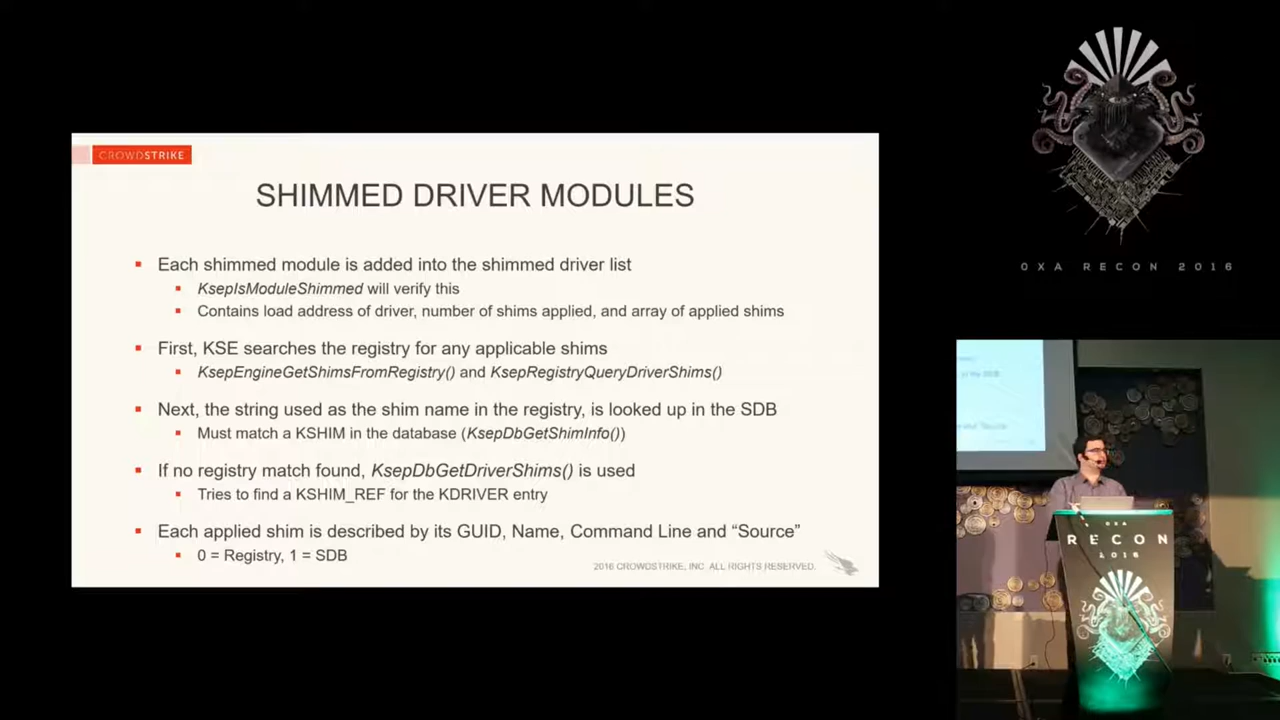 CROWDSTRIKE
SHIMMED DRIVER MODULES
Each shimmed module is added into the shimmed driver list
KsepIsModuleShimmed will verify this
Contains load address of driver, number of shims applied, and array of applied shims
First, KSE searches the registry for any applicable shims
KsepEngineGetShimsFromRegistry() and KsepRegistryQueryDriverShims()
Next, the string used as the shim name in the registry, is looked up in the SDB
Must match a KSHIM in the database (KsepDbGetShimInfo())
If no registry match found, KsepDbGetDriverShims() is used
Tries to find a KSHIM_REF for the KDRIVER entry
Each applied shim is described by its GUID, Name, Command Line and “Source”
0 = Registry, 1 = SDB
2016 CROWDSTRIKE, INC. ALL RIGHTS RESERVED.
0XA RECON 2016
0XA
RECON
2016